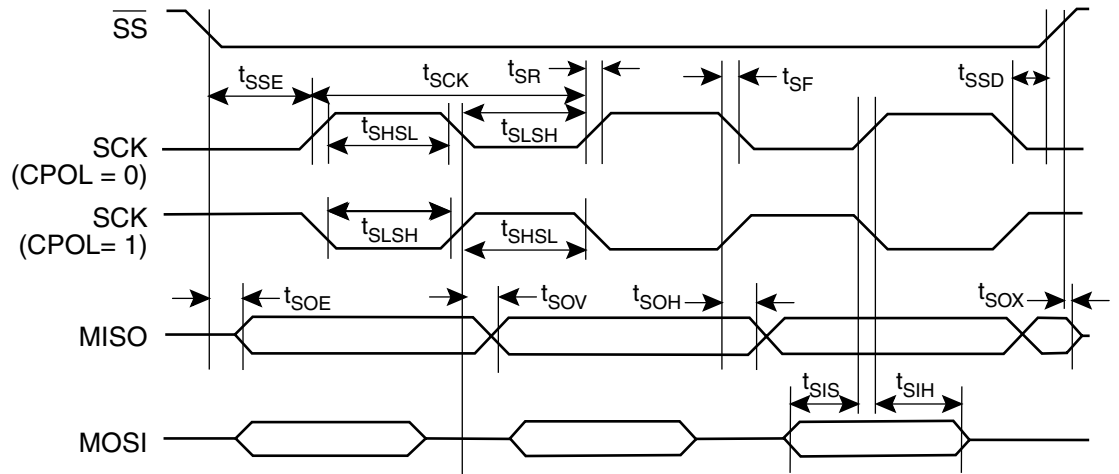 SS
tSSE
tSCK
tSR
tSF
tSSD
tSHSL
tSLSH
SCK
(CPOL = 0)
SCK
(CPOL= 1)
tSLSH
tSHSL
tSOE
tSOV
tSOH
tSOX
MISO
tSIS
tSIH
MOSI